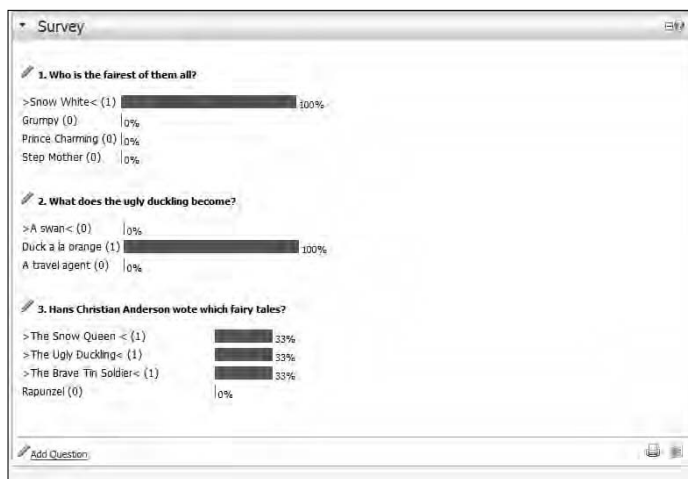 Survey
1. Who is the fairest of them all?
>Snow White< (1) 100%
Grumpy (0) 0%
Prince Charming (0) 0%
Step Mother (0) 0%
2. What does the ugly duckling become?
>A swan< (0) 0%
Duck a la orange (1) 100%
A travel agent (0) 0%
3. Hans Christian Anderson wote which fairy tales?
>The Snow Queen < (1) 33%
>The Ugly Duckling< (1) 33%
>The Brave Tin Soldier< (1) 33%
Rapunzel (0) 0%
Add Question